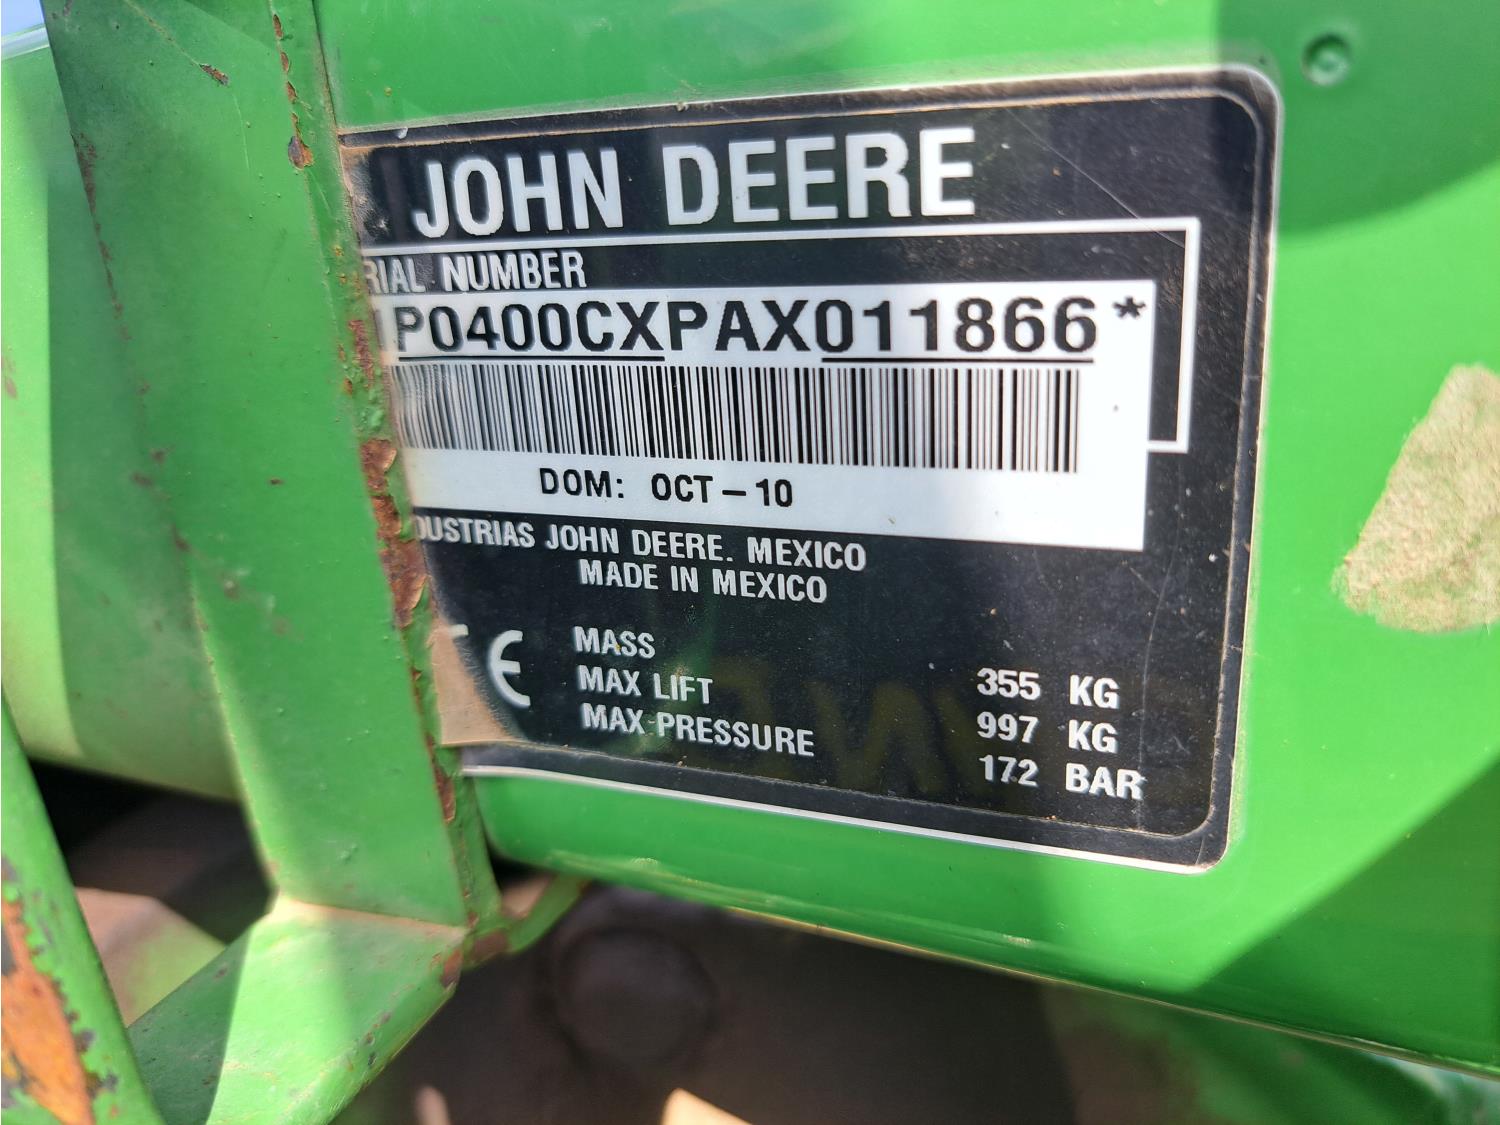 JOHN DEERE
RIAL NUMBER
1P0400CXPAX011866*
DOM: OCT-10
DUSTRIAS JOHN DEERE. MEXICO
MADE IN MEXICO
CE
MASS 355 KG
MAX LIFT 997 KG
MAX PRESSURE 172 BAR